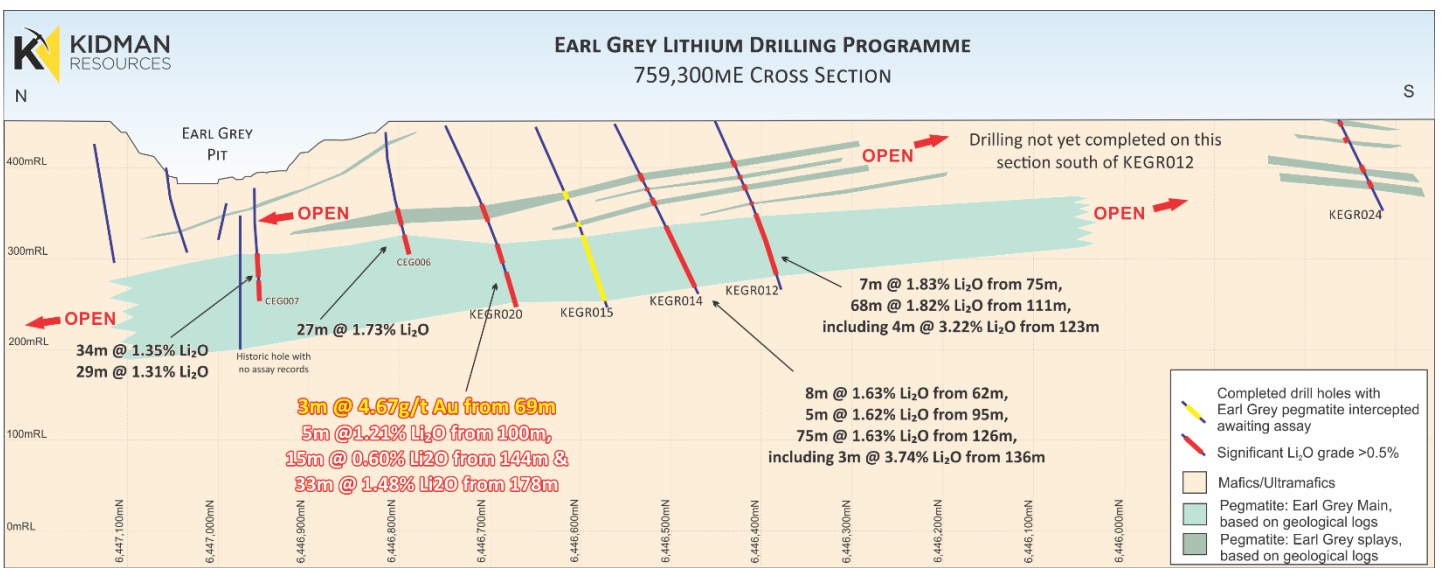 KIDMAN
RESOURCES
EARL GREY LITHIUM DRILLING PROGRAMME
759,300mE CROSS SECTION
N
S
EARL GREY
PIT
Drilling not yet completed on this
section south of KEGR012
400mRL
300mRL
200mRL
100mRL
0mRL
OPEN
OPEN
OPEN
OPEN
KEGR024
CEG006
CEG007
KEGR020
KEGR015
KEGR014
KEGR012
7m @ 1.83% Li₂O from 75m,
68m @ 1.82% Li₂O from 111m,
including 4m @ 3.22% Li₂O from 123m
27m @ 1.73% Li₂O
34m @ 1.35% Li₂O
29m @ 1.31% Li₂O
Historic hole with
no assay records
3m @ 4.67g/t Au from 69m
5m @1.21% Li₂O from 100m,
15m @ 0.60% Li2O from 144m &
33m @ 1.48% Li2O from 178m
8m @ 1.63% Li₂O from 62m,
5m @ 1.62% Li₂O from 95m,
75m @ 1.63% Li₂O from 126m,
including 3m @ 3.74% Li₂O from 136m
Completed drill holes with
Earl Grey pegmatite intercepted
awaiting assay
Significant Li₂O grade >0.5%
Mafics/Ultramafics
Pegmatite: Earl Grey Main,
based on geological logs
Pegmatite: Earl Grey splays,
based on geological logs
6,447,100mN
6,447,000mN
6,446,900mN
6,446,800mN
6,446,700mN
6,446,600mN
6,446,500mN
6,446,400mN
6,446,300mN
6,446,200mN
6,446,100mN
6,446,000mN